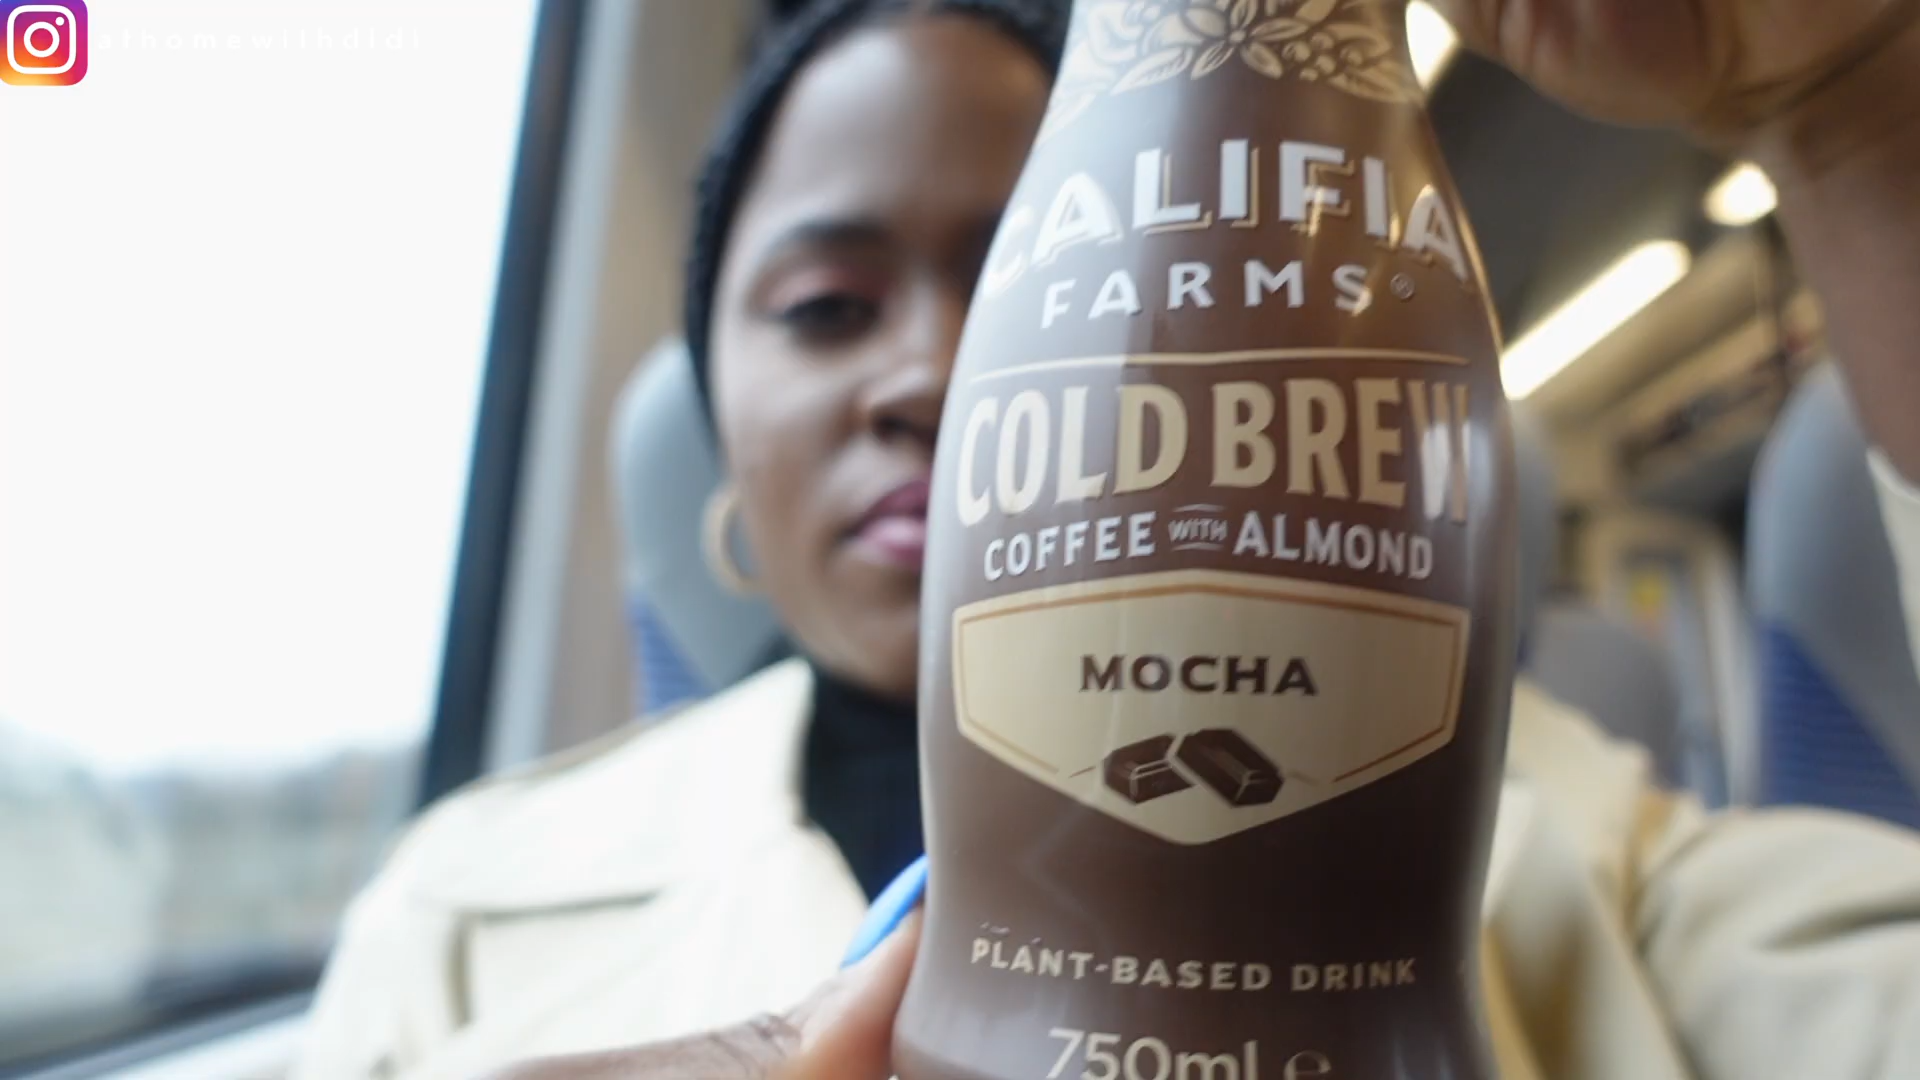 athomewithdidi
CALIFIA
FARMS®
COLD BREW
COFFEE WITH ALMOND
MOCHA
PLANT-BASED DRINK
750ml ℮